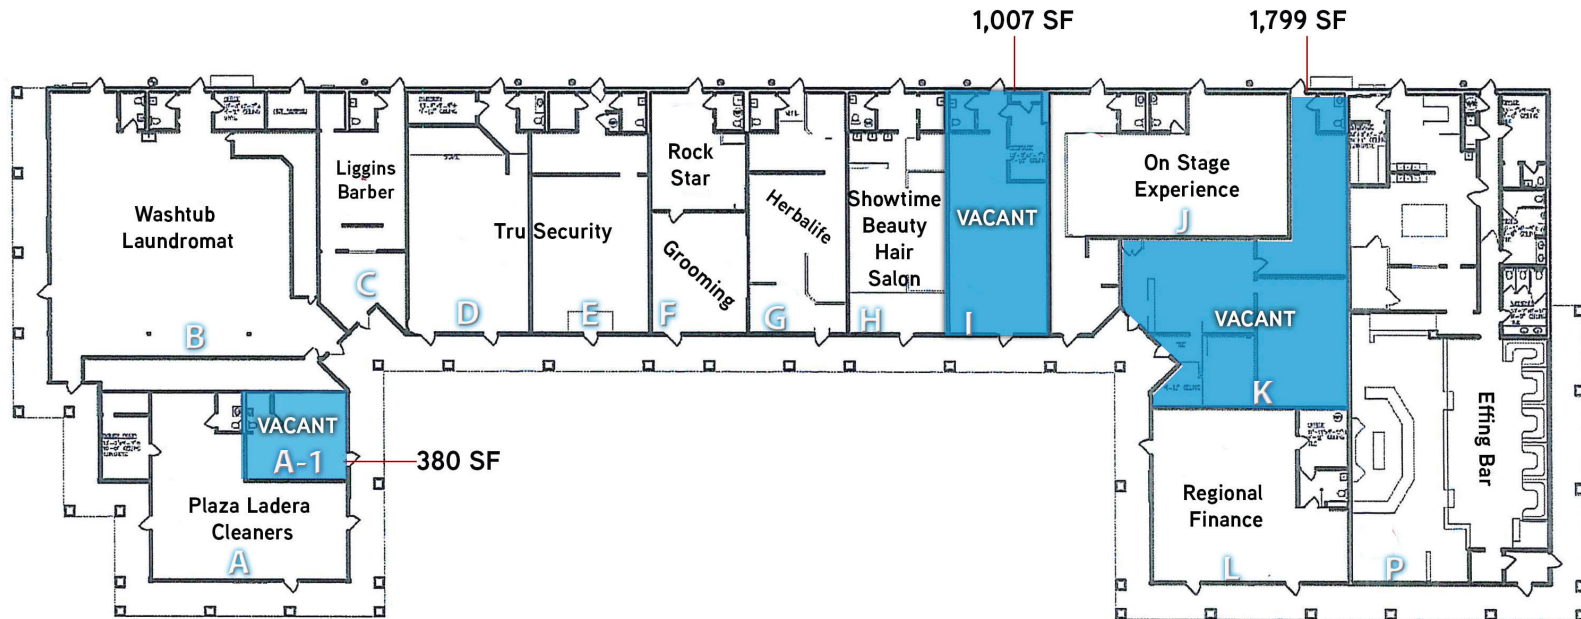 1,007 SF
1,799 SF
Washtub
Laundromat
B
Liggins
Barber
C
Tru Security
D
E
Rock
Star
Grooming
F
Herbalife
G
Showtime
Beauty
Hair
Salon
H
VACANT
I
On Stage
Experience
J
VACANT
K
Effing Bar
P
Regional
Finance
L
VACANT
A-1
380 SF
Plaza Ladera
Cleaners
A